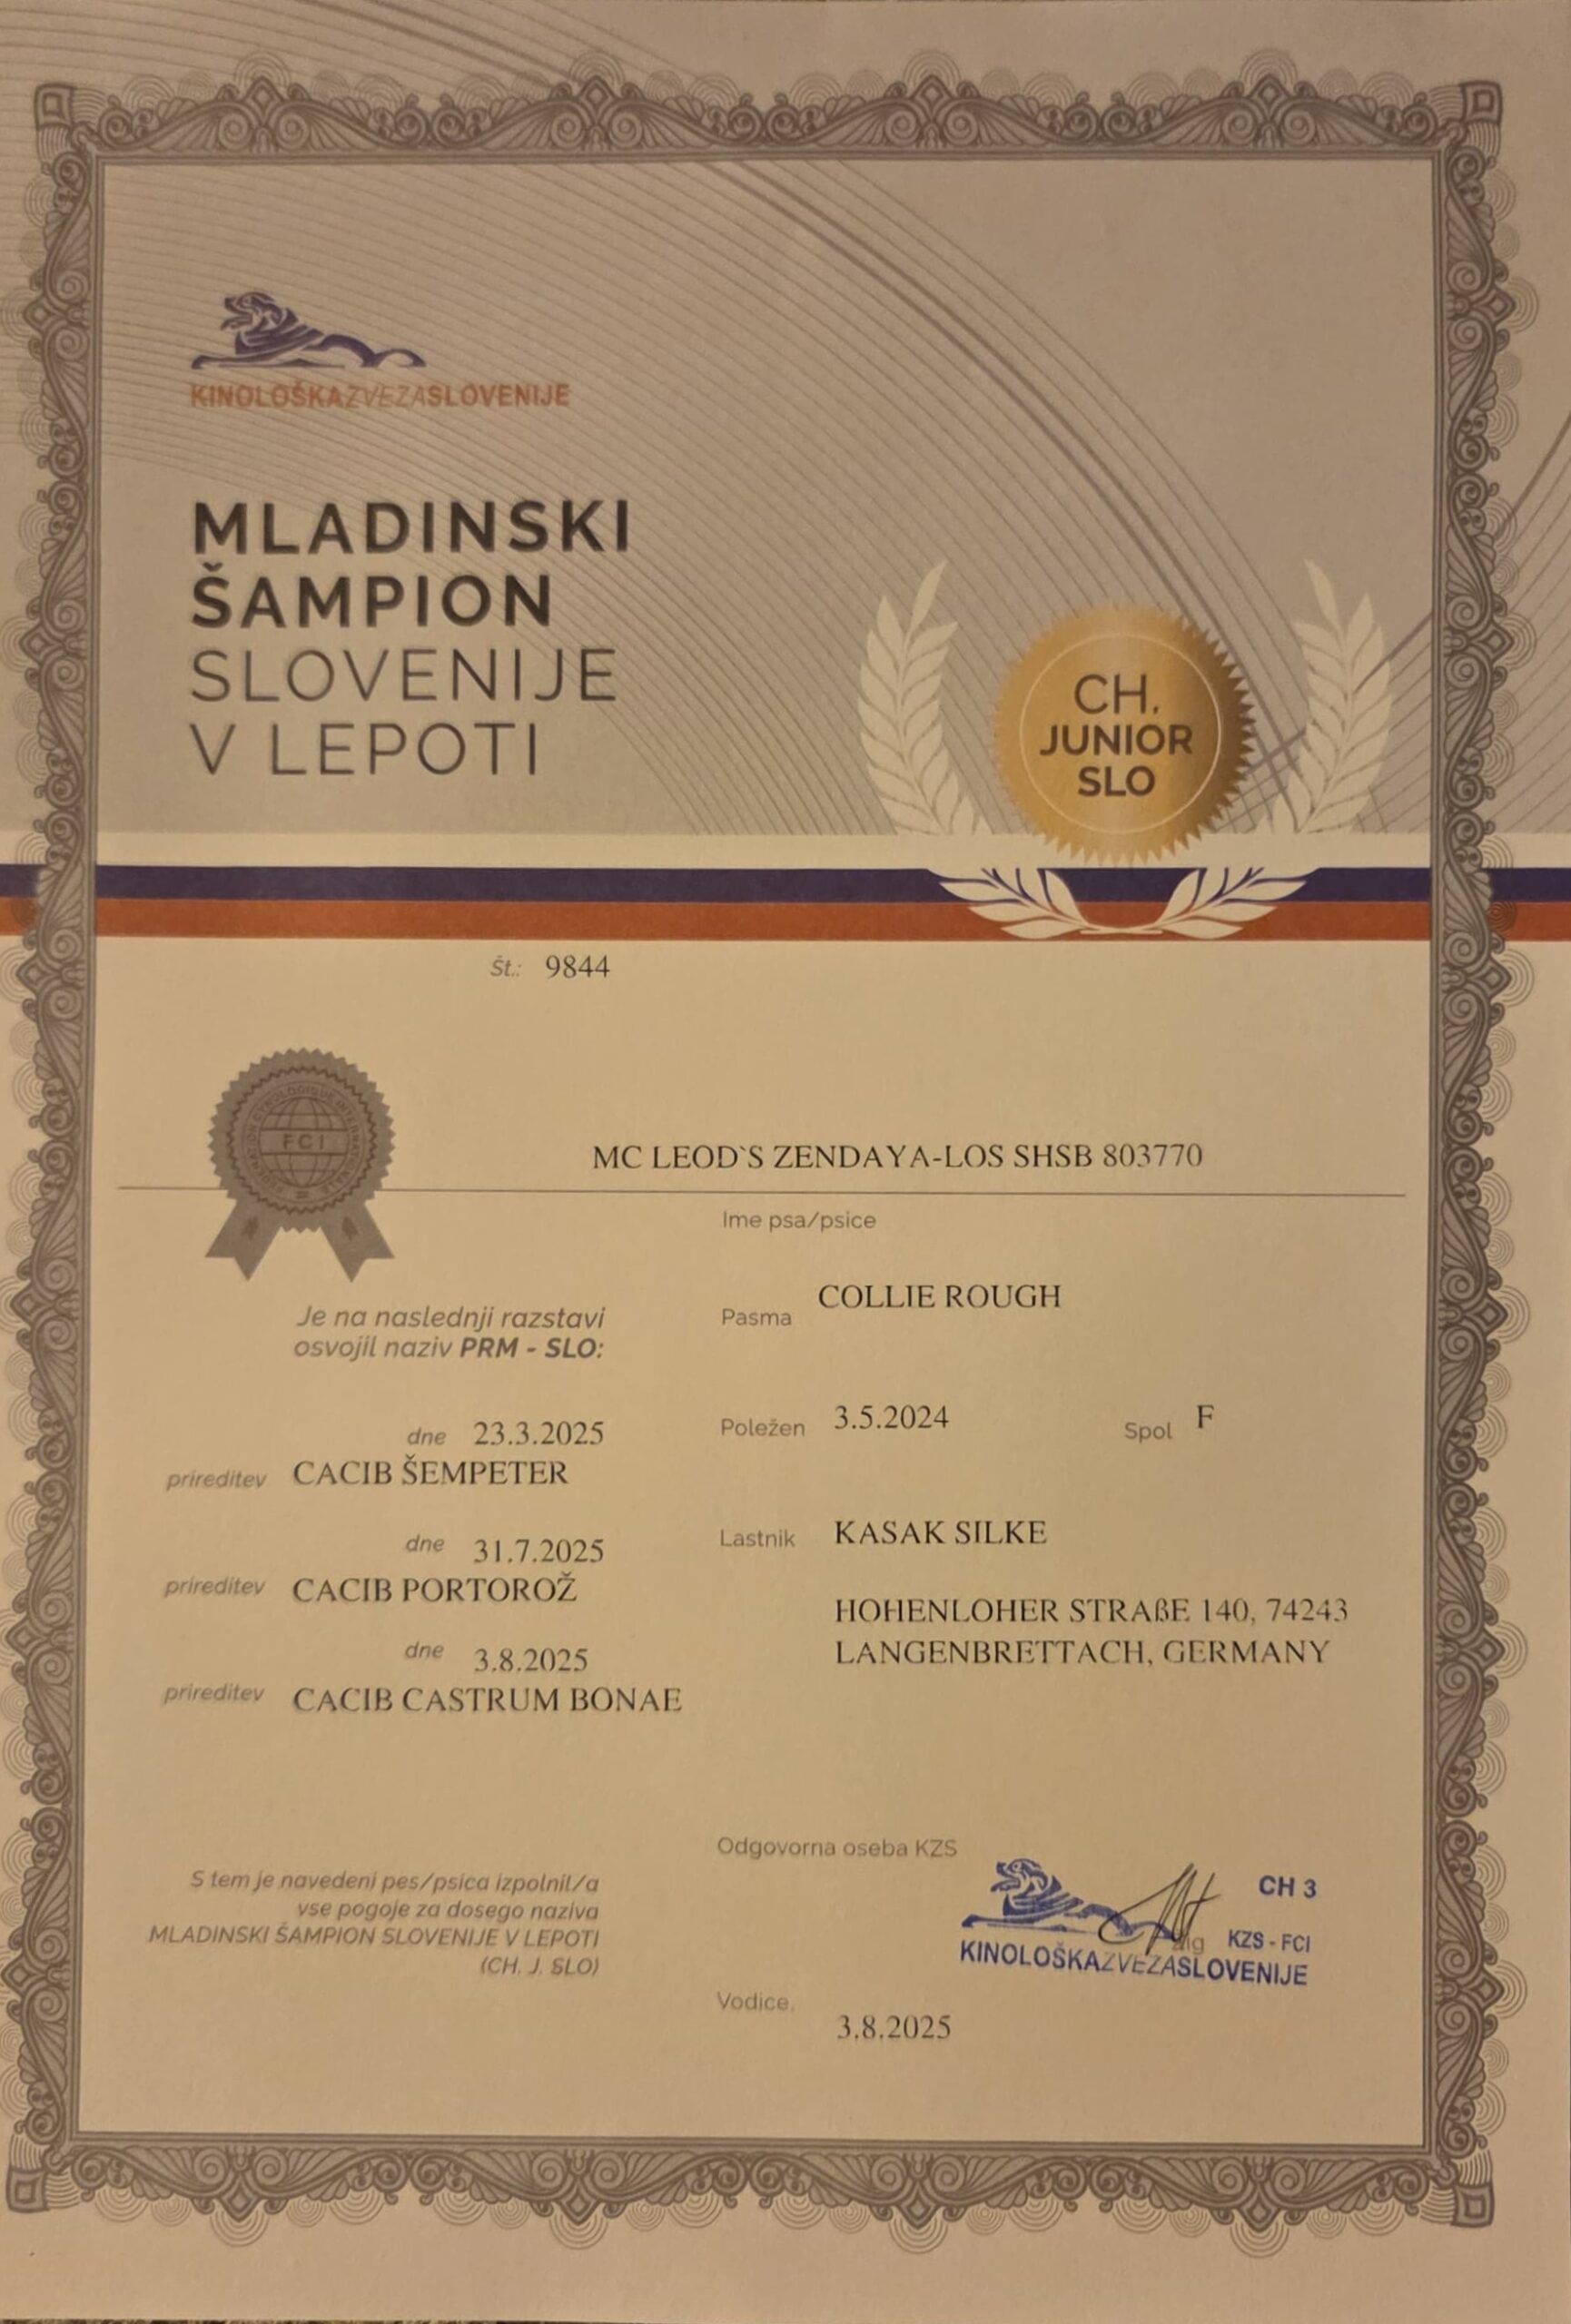 KINOLOŠKAZVEZASLOVENIJE
MLADINSKI
ŠAMPION
SLOVENIJE
V LEPOTI
CH.
JUNIOR
SLO
Št.: 9844
FCI
MC LEOD`S ZENDAYA-LOS SHSB 803770
Ime psa/psice
Je na naslednji razstavi
osvojil naziv PRM - SLO:
dne 23.3.2025
prireditev CACIB ŠEMPETER
dne 31.7.2025
prireditev CACIB PORTOROŽ
dne 3.8.2025
prireditev CACIB CASTRUM BONAE
Pasma COLLIE ROUGH
Poležen 3.5.2024 Spol F
Lastnik KASAK SILKE
HOHENLOHER STRAßE 140, 74243
LANGENBRETTACH, GERMANY
S tem je navedeni pes/psica izpolnil/a
vse pogoje za dosego naziva
MLADINSKI ŠAMPION SLOVENIJE V LEPOTI
(CH. J. SLO)
Odgovorna oseba KZS
CH 3
KZS - FCI
KINOLOŠKAZVEZASLOVENIJE
Vodice,
3.8.2025